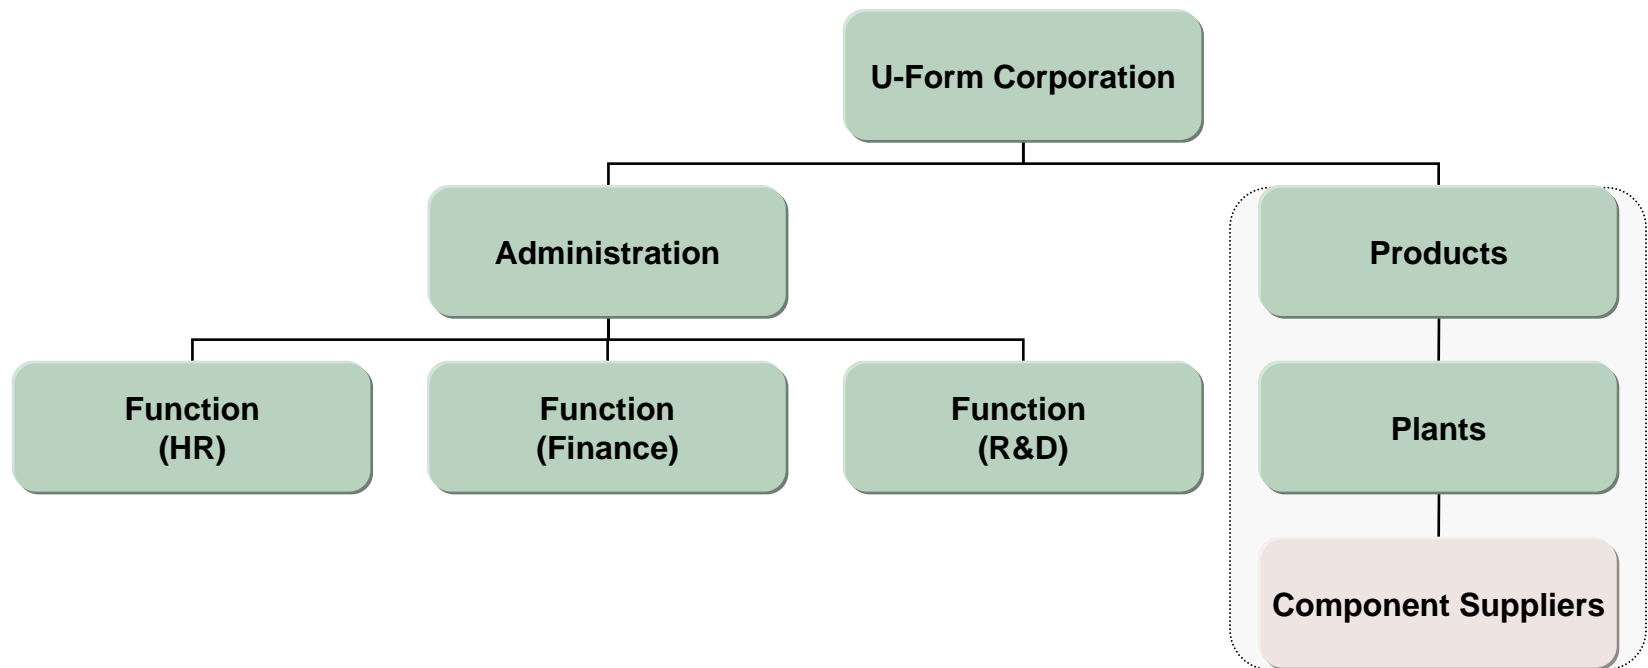 U-Form Corporation
Administration
Products
Function
(HR)
Function
(Finance)
Function
(R&D)
Plants
Component Suppliers